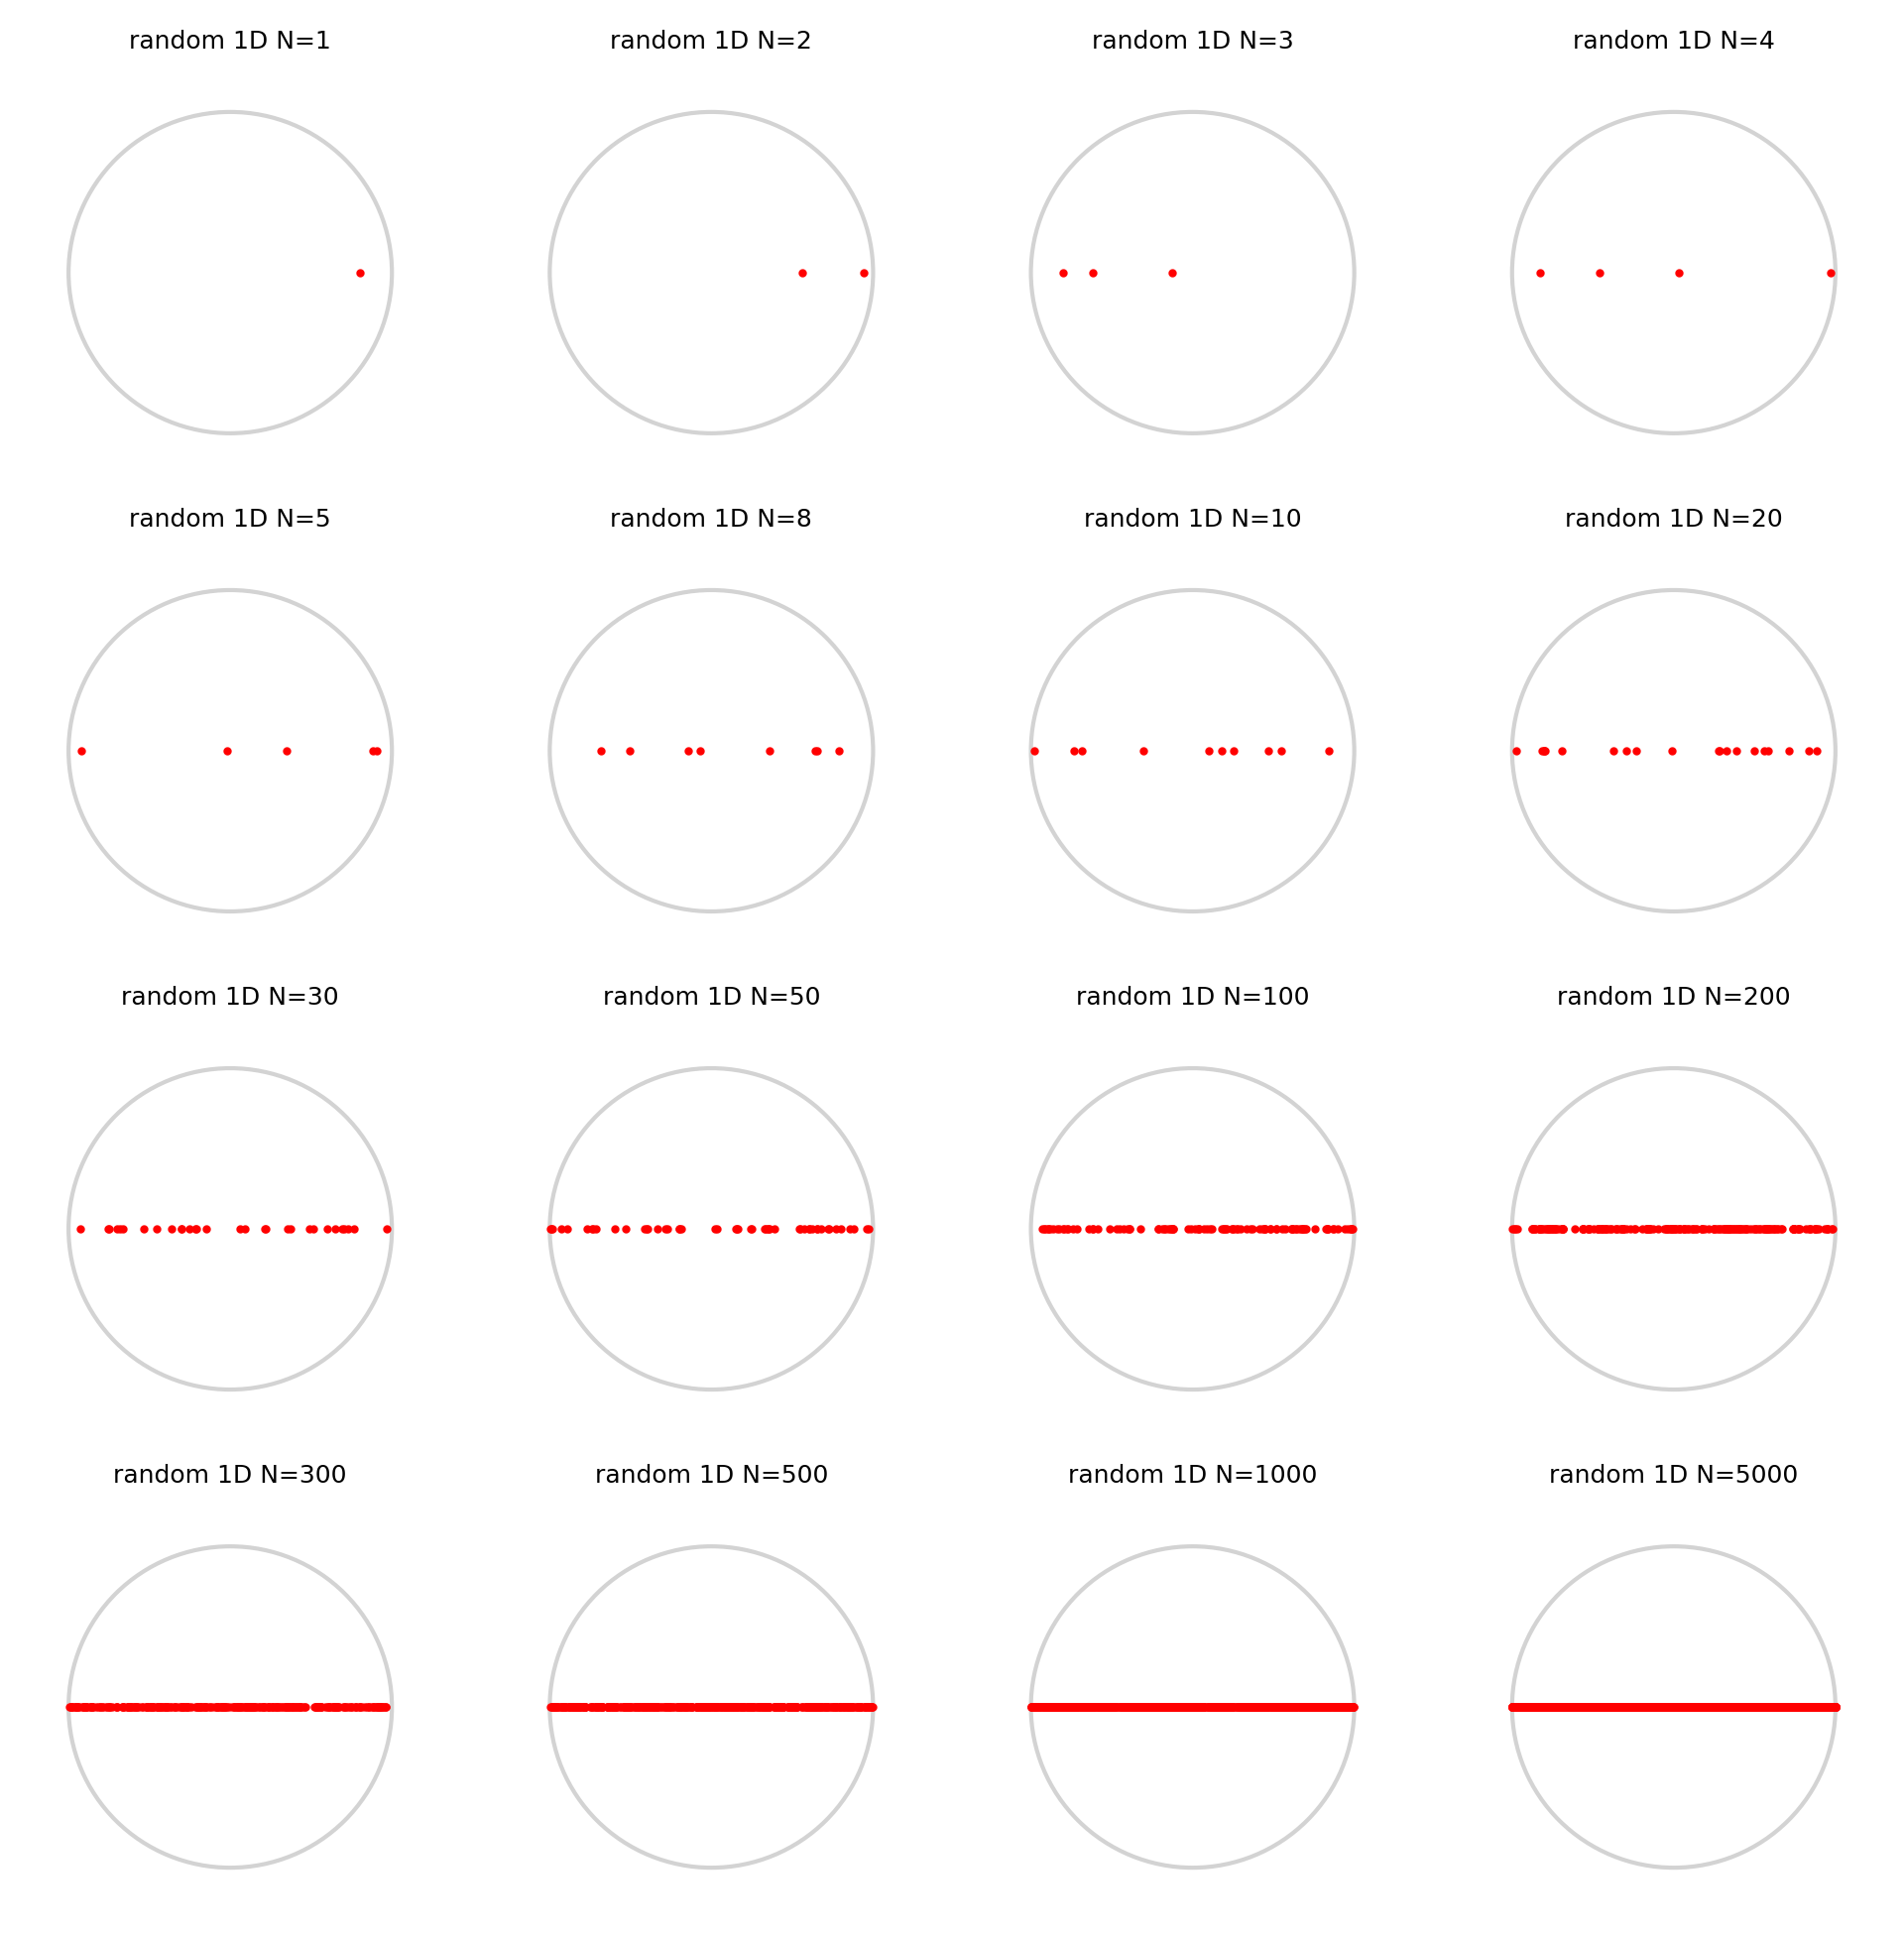 random 1D N=1
random 1D N=2
random 1D N=3
random 1D N=4
random 1D N=5
random 1D N=8
random 1D N=10
random 1D N=20
random 1D N=30
random 1D N=50
random 1D N=100
random 1D N=200
random 1D N=300
random 1D N=500
random 1D N=1000
random 1D N=5000